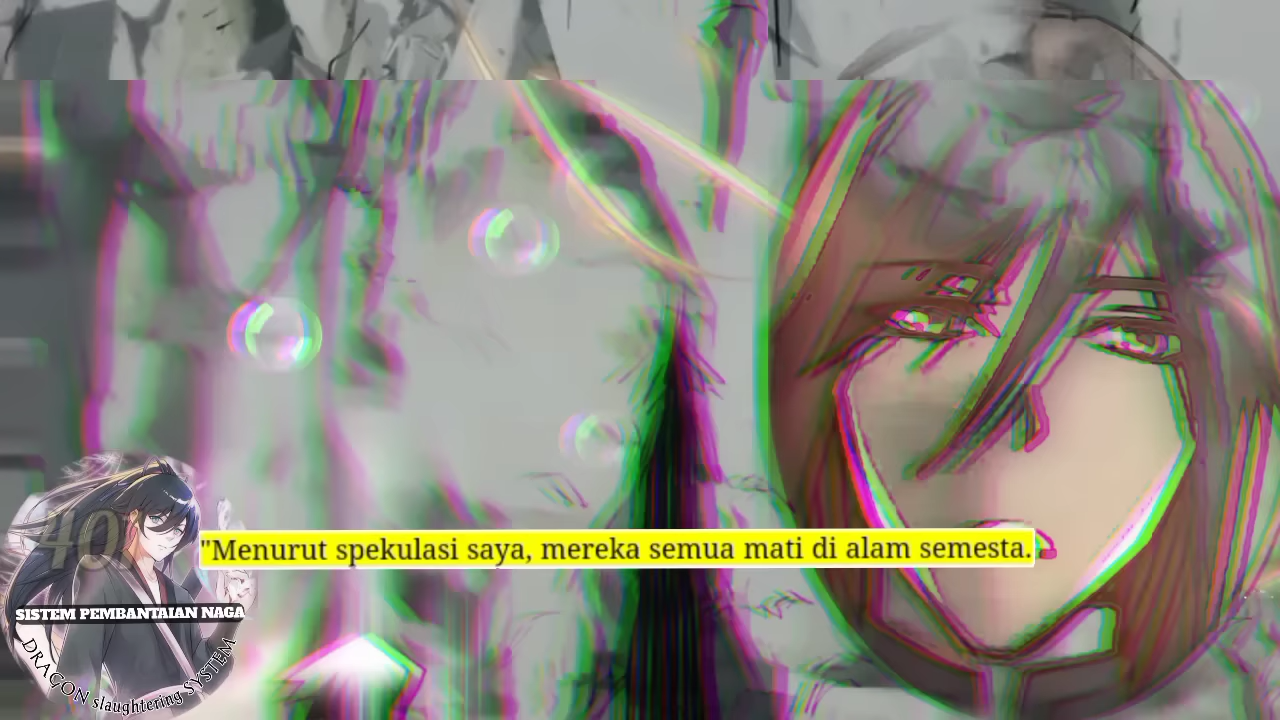 40
"Menurut spekulasi saya, mereka semua mati di alam semesta.
SISTEM PEMBANTAIAN NAGA
DRAGON slaughtering SYSTEM